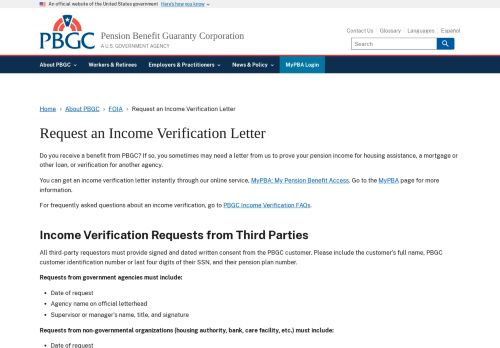 An official website of the United States government Here's how you know
PBGC
Pension Benefit Guaranty Corporation
A U.S. GOVERNMENT AGENCY
Contact Us Glossary Languages Español
Search
About PBGC Workers & Retirees Employers & Practitioners News & Policy MyPBA Login
Home › About PBGC › FOIA › Request an Income Verification Letter
Request an Income Verification Letter
Do you receive a benefit from PBGC? If so, you sometimes may need a letter from us to prove your pension income for housing assistance, a mortgage or
other loan, or verification for another agency.
You can get an income verification letter instantly through our online service, MyPBA: My Pension Benefit Access. Go to the MyPBA page for more
information.
For frequently asked questions about an income verification, go to PBGC Income Verification FAQs.
Income Verification Requests from Third Parties
All third-party requestors must provide signed and dated written consent from the PBGC customer. Please include the customer's full name, PBGC
customer identification number or last four digits of their SSN, and their pension plan number.
Requests from government agencies must include:
• Date of request
• Agency name on official letterhead
• Supervisor or manager's name, title, and signature
Requests from non-governmental organizations (housing authority, bank, care facility, etc.) must include:
• Date of request